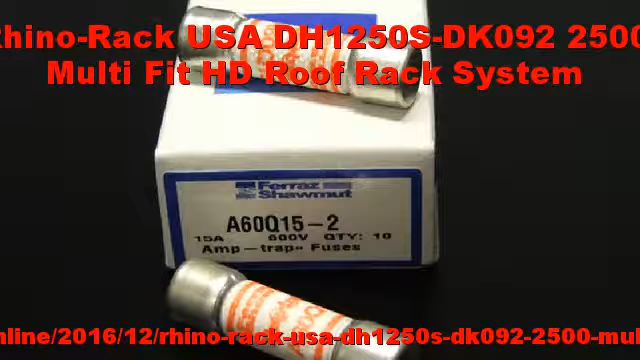 Rhino-Rack USA DH1250S-DK092 2500
Multi Fit HD Roof Rack System
Ferraz
Shawmut
A60Q15-2
15A 600V QTY: 10
Amp-trap® Fuses
nline/2016/12/rhino-rack-usa-dh1250s-dk092-2500-mul